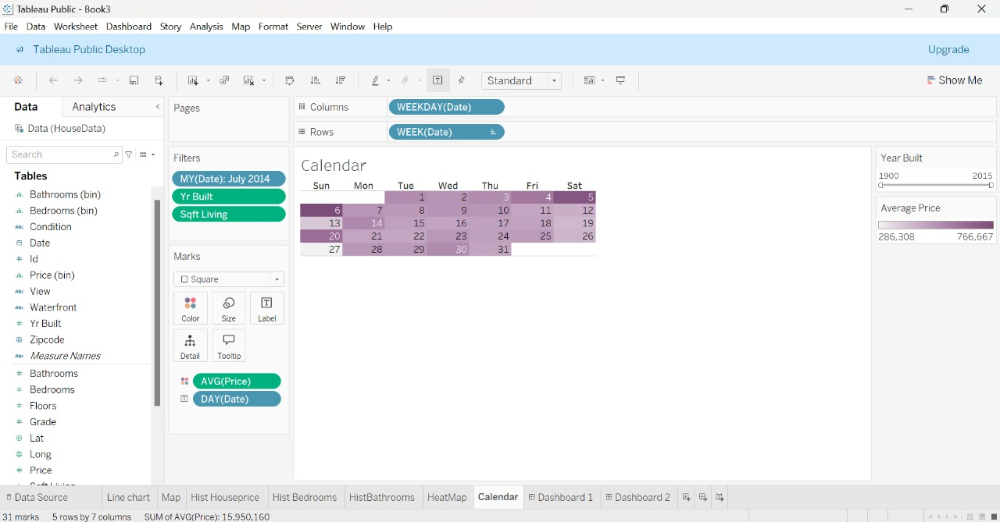 Tableau Public - Book3
File Data Worksheet Dashboard Story Analysis Map Format Server Window Help
Tableau Public Desktop Upgrade
Standard Show Me
Data Analytics
Data (HouseData)
Search
Tables
Bathrooms (bin)
Bedrooms (bin)
Abc Condition
Date
Id
Price (bin)
Abc View
Abc Waterfront
Yr Built
Zipcode
Abc Measure Names
Bathrooms
Bedrooms
Floors
Grade
Lat
Long
Price
Pages
Filters
MY(Date): July 2014
Yr Built
Sqft Living
Marks
Square
Color Size Label
Detail Tooltip
AVG(Price)
DAY(Date)
Columns WEEKDAY(Date)
Rows WEEK(Date)
Calendar
Sun Mon Tue Wed Thu Fri Sat
1 2 3 4 5
6 7 8 9 10 11 12
13 14 15 16 17 18 19
20 21 22 23 24 25 26
27 28 29 30 31
Year Built
1900 2015
Average Price
286,308 766,667
Data Source Line chart Map Hist Houseprice Hist Bedrooms HistBathrooms HeatMap Calendar Dashboard 1 Dashboard 2
31 marks 5 rows by 7 columns SUM of AVG(Price): 15,950,160